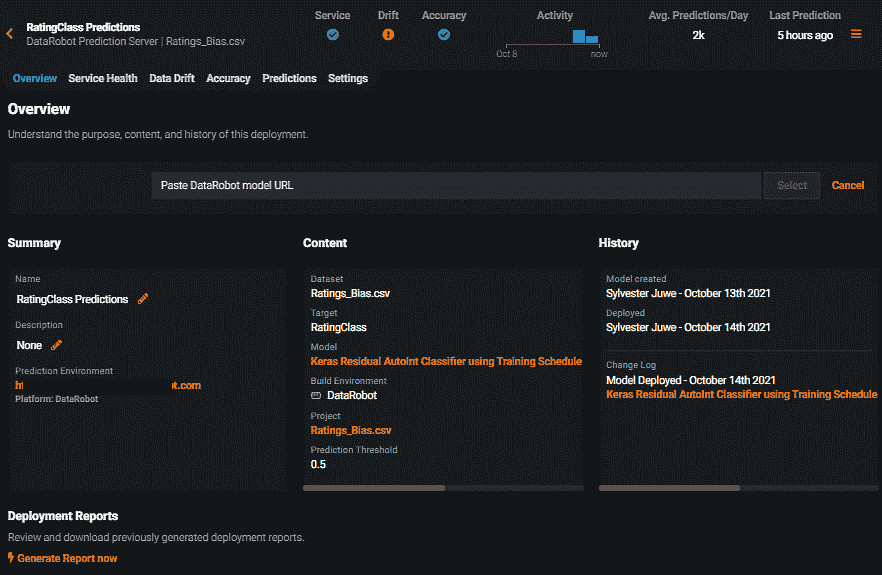 RatingClass Predictions
DataRobot Prediction Server | Ratings_Bias.csv
Service
Drift
Accuracy
Activity
Oct 8
now
Avg. Predictions/Day
2k
Last Prediction
5 hours ago
Overview
Service Health
Data Drift
Accuracy
Predictions
Settings
Overview
Understand the purpose, content, and history of this deployment.
Paste DataRobot model URL
Select
Cancel
Summary
Name
RatingClass Predictions
Description
None
Prediction Environment
t.com
Platform: DataRobot
Content
Dataset
Ratings_Bias.csv
Target
RatingClass
Model
Keras Residual AutoInt Classifier using Training Schedule
Build Environment
DataRobot
Project
Ratings_Bias.csv
Prediction Threshold
0.5
History
Model created
Sylvester Juwe - October 13th 2021
Deployed
Sylvester Juwe - October 14th 2021
Change Log
Model Deployed - October 14th 2021
Keras Residual AutoInt Classifier using Training Schedule
Deployment Reports
Review and download previously generated deployment reports.
Generate Report now